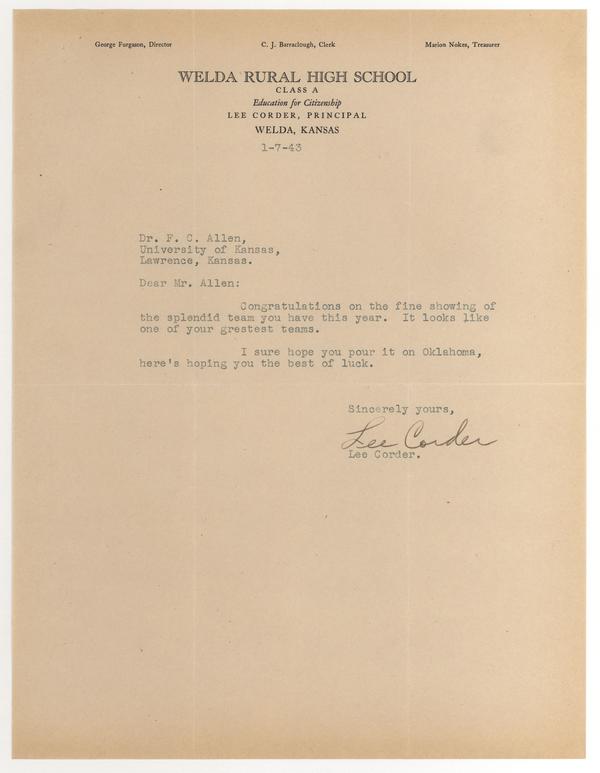 George Furgason, Director C. J. Barraclough, Clerk Marion Nokes, Treasurer
WELDA RURAL HIGH SCHOOL
CLASS A
Education for Citizenship
LEE CORDER, PRINCIPAL
WELDA, KANSAS
1-7-43
Dr. F. C. Allen,
University of Kansas,
Lawrence, Kansas.
Dear Mr. Allen:
Congratulations on the fine showing of
the splendid team you have this year. It looks like
one of your grestest teams.
I sure hope you pour it on Oklahoma,
here's hoping you the best of luck.
Sincerely yours,
Lee Corder
Lee Corder.